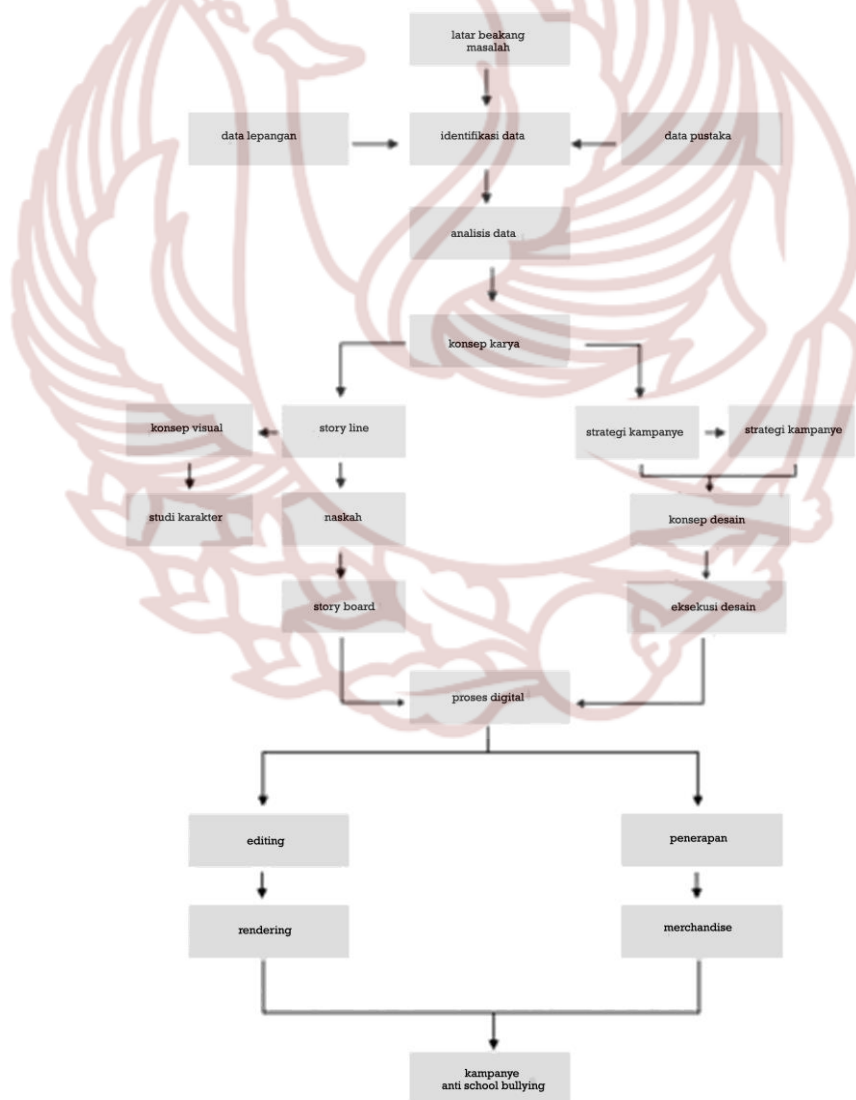 latar beakang
masalah
data lepangan
identifikasi data
data pustaka
analisis data
konsep karya
konsep visual
story line
strategi kampanye
strategi kampanye
studi karakter
naskah
konsep desain
story board
eksekusi desain
proses digital
editing
penerapan
rendering
merchandise
kampanye
anti school bullying